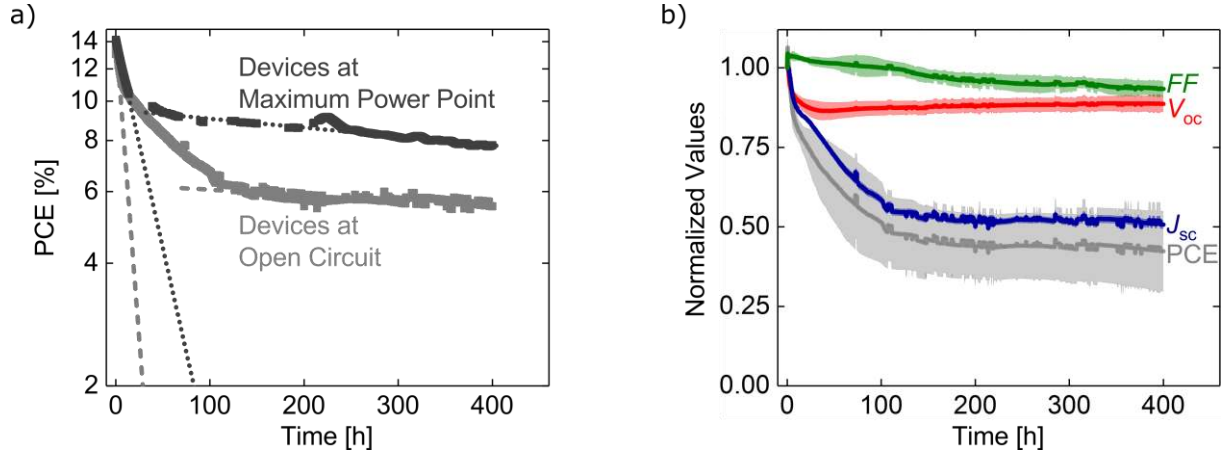 a)
14
12
10
8
6
4
2
PCE [%]
Devices at
Maximum Power Point
Devices at
Open Circuit
0
100
200
300
400
Time [h]
b)
1.00
0.75
0.50
0.25
0.00
Normalized Values
FF
Voc
Jsc
PCE
0
100
200
300
400
Time [h]